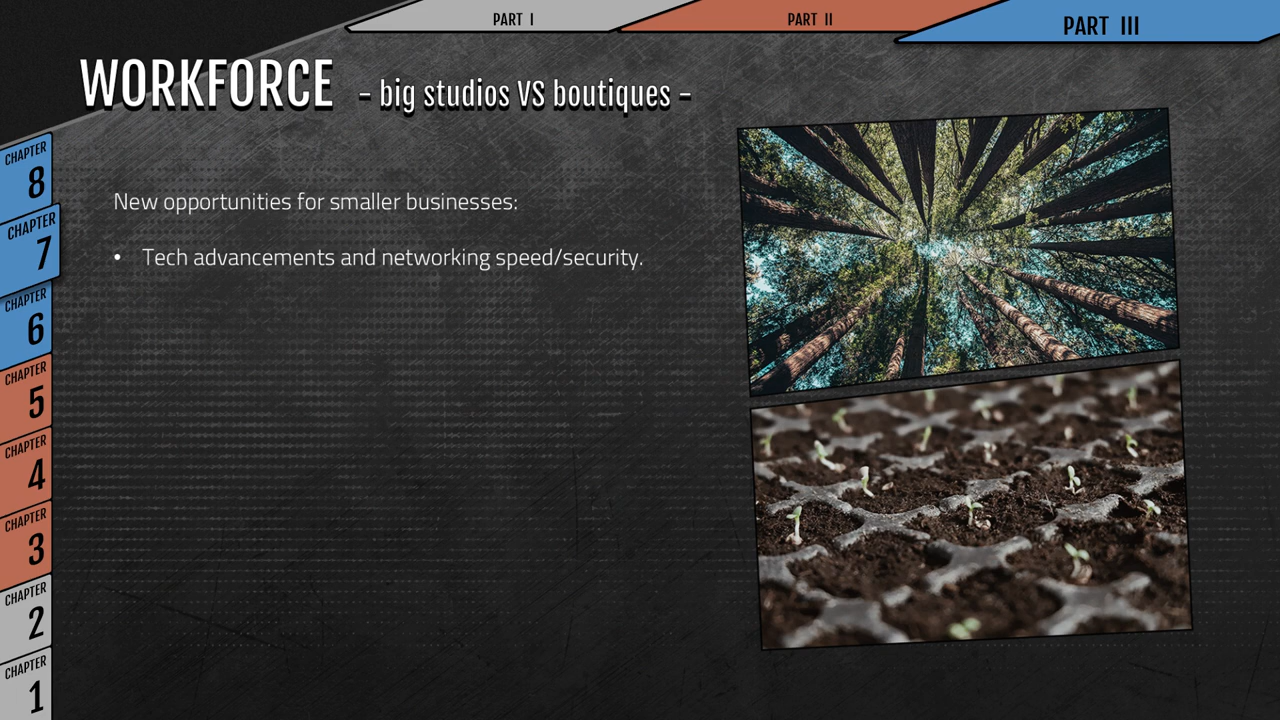 PART I
PART II
PART III
WORKFORCE – big studios VS boutiques –
CHAPTER
8
CHAPTER
7
CHAPTER
6
CHAPTER
5
CHAPTER
4
CHAPTER
3
CHAPTER
2
CHAPTER
1
New opportunities for smaller businesses:
• Tech advancements and networking speed/security.